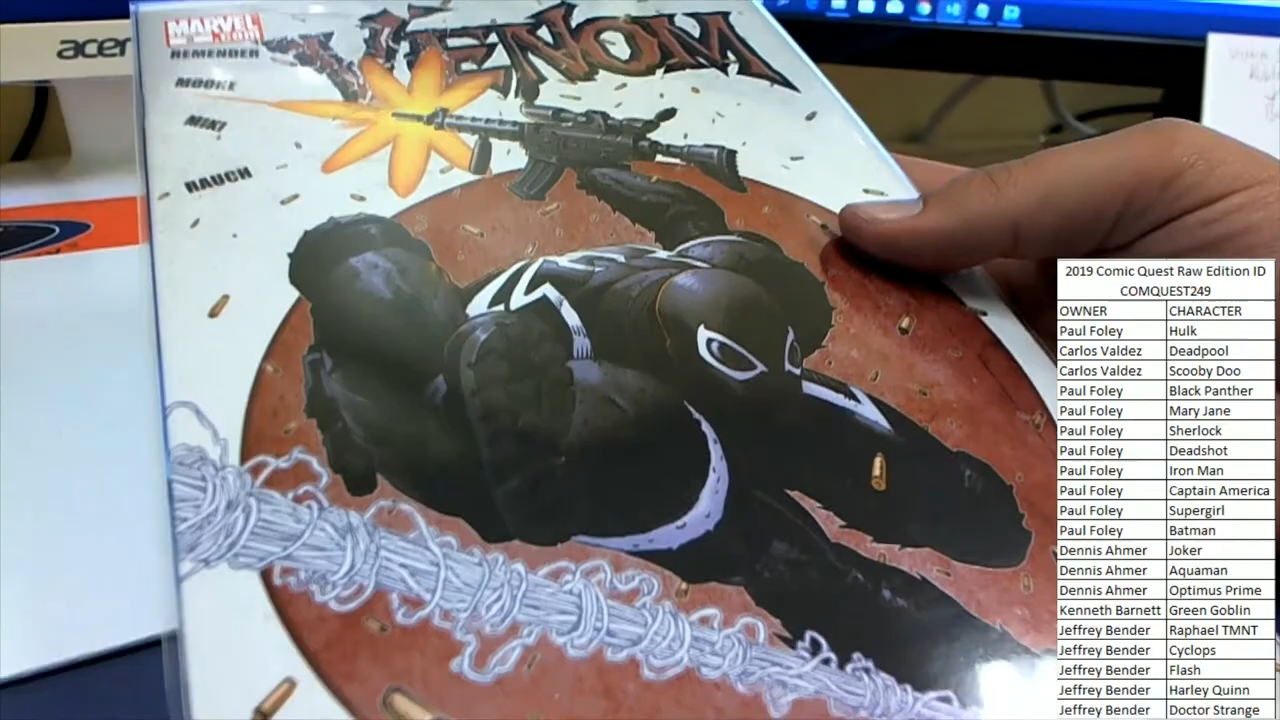 acer
MARVEL
.COM
VENOM
REMENDER
MOORE
MIKI
RAUCH
2019 Comic Quest Raw Edition ID
COMQUEST249
OWNER CHARACTER
Paul Foley Hulk
Carlos Valdez Deadpool
Carlos Valdez Scooby Doo
Paul Foley Black Panther
Paul Foley Mary Jane
Paul Foley Sherlock
Paul Foley Deadshot
Paul Foley Iron Man
Paul Foley Captain America
Paul Foley Supergirl
Paul Foley Batman
Dennis Ahmer Joker
Dennis Ahmer Aquaman
Dennis Ahmer Optimus Prime
Kenneth Barnett Green Goblin
Jeffrey Bender Raphael TMNT
Jeffrey Bender Cyclops
Jeffrey Bender Flash
Jeffrey Bender Harley Quinn
Jeffrey Bender Doctor Strange